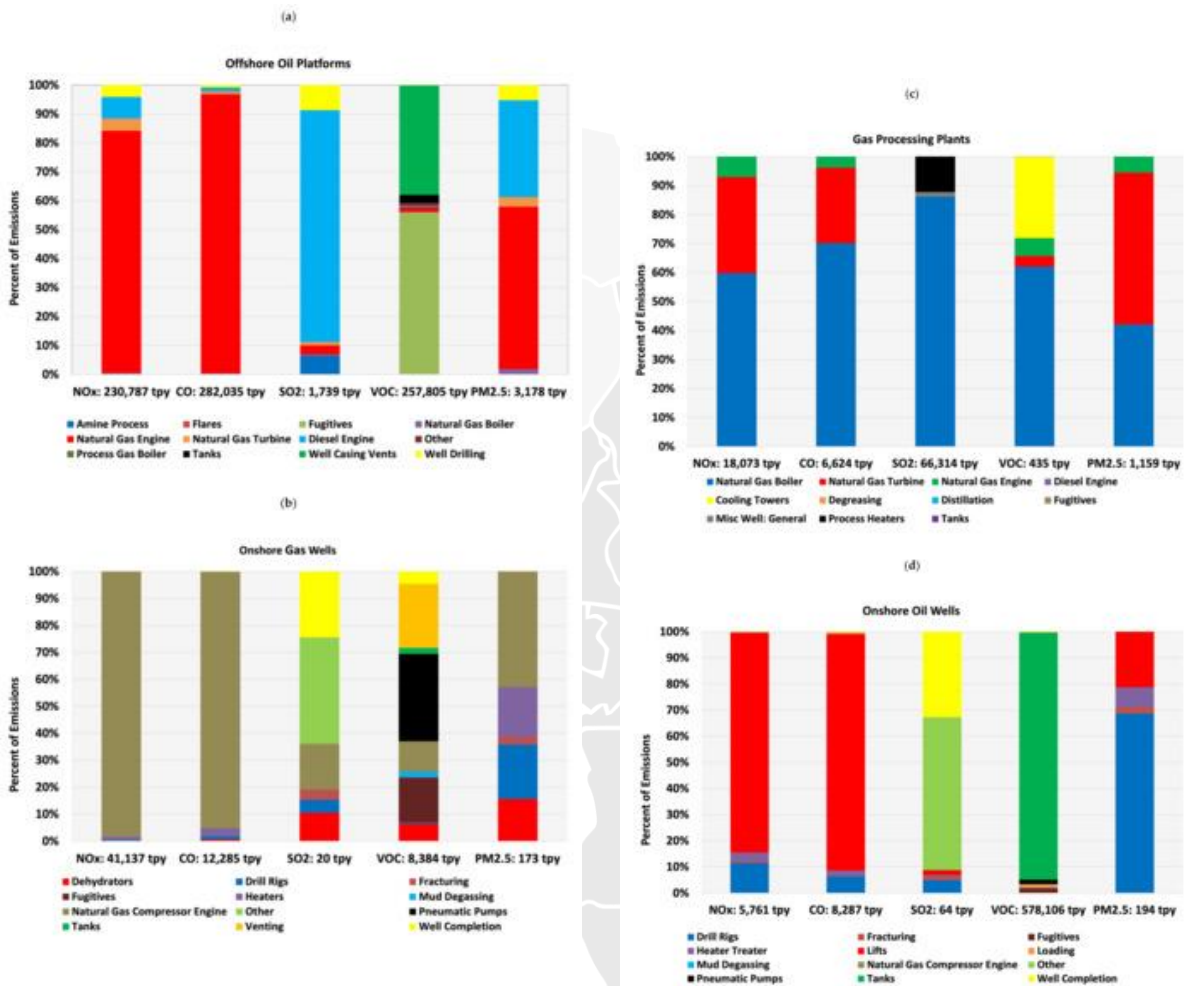 (a)
Offshore Oil Platforms
Percent of Emissions
100%
90%
80%
70%
60%
50%
40%
30%
20%
10%
0%
NOx: 230,787 tpy CO: 282,035 tpy SO2: 1,739 tpy VOC: 257,805 tpy PM2.5: 3,178 tpy
Amine Process Flares Fugitives Natural Gas Boiler
Natural Gas Engine Natural Gas Turbine Diesel Engine Other
Process Gas Boiler Tanks Well Casing Vents Well Drilling
(b)
Onshore Gas Wells
Percent of Emissions
100%
90%
80%
70%
60%
50%
40%
30%
20%
10%
0%
NOx: 41,137 tpy CO: 12,285 tpy SO2: 20 tpy VOC: 8,384 tpy PM2.5: 173 tpy
Dehydrators Drill Rigs Fracturing
Fugitives Heaters Mud Degassing
Natural Gas Compressor Engine Other Pneumatic Pumps
Tanks Venting Well Completion
(c)
Gas Processing Plants
Percent of Emissions
100%
90%
80%
70%
60%
50%
40%
30%
20%
10%
0%
NOx: 18,073 tpy CO: 6,624 tpy SO2: 66,314 tpy VOC: 435 tpy PM2.5: 1,159 tpy
Natural Gas Boiler Natural Gas Turbine Natural Gas Engine Diesel Engine
Cooling Towers Degreasing Distillation Fugitives
Misc Well: General Process Heaters Tanks
(d)
Onshore Oil Wells
Percent of Emissions
100%
90%
80%
70%
60%
50%
40%
30%
20%
10%
0%
NOx: 5,761 tpy CO: 8,287 tpy SO2: 64 tpy VOC: 578,106 tpy PM2.5: 194 tpy
Drill Rigs Fracturing Fugitives
Heater Treater Lifts Loading
Mud Degassing Natural Gas Compressor Engine Other
Pneumatic Pumps Tanks Well Completion